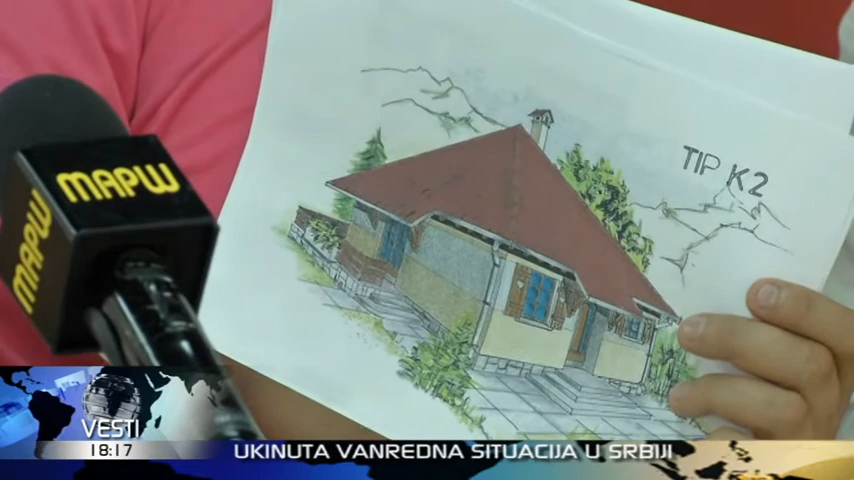 TIP K2
MAPW
MAPW
VESTI
18:17
UKINUTA VANREDNA SITUACIJA U SRBIJI